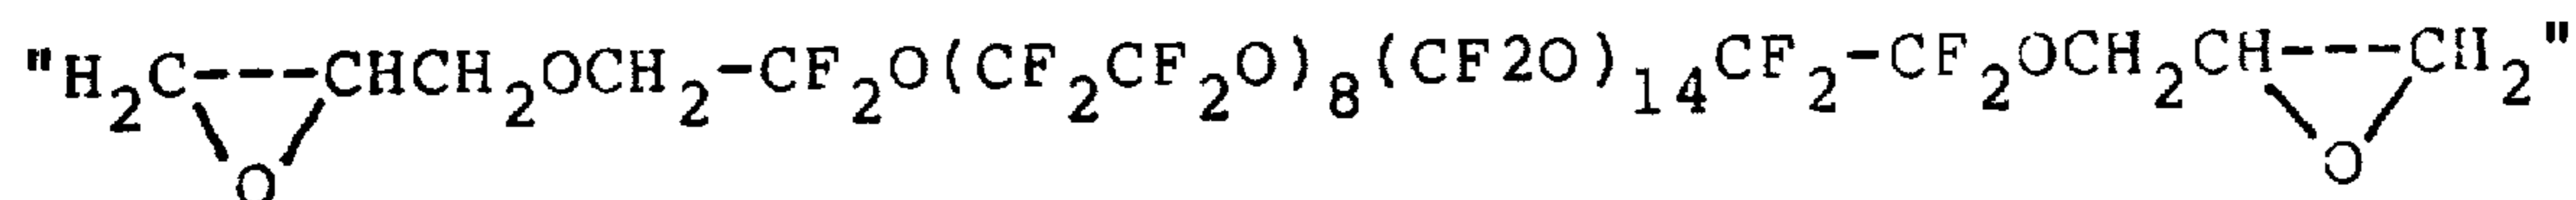 "H₂C---CHCH₂OCH₂-CF₂O(CF₂CF₂O)₈(CF2O)₁₄CF₂-CF₂OCH₂CH---CH₂"
O O